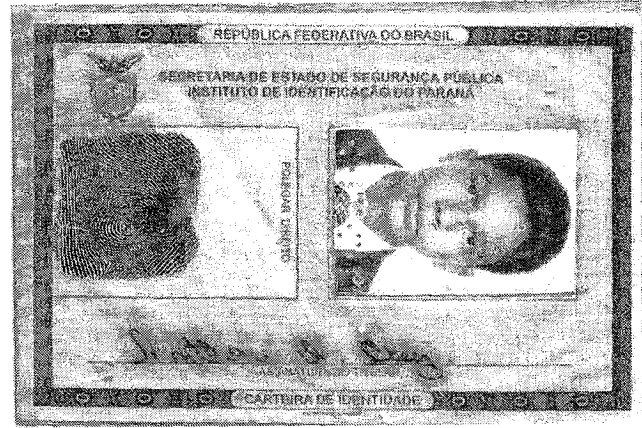 REPÚBLICA FEDERATIVA DO BRASIL
SECRETARIA DE ESTADO DE SEGURANÇA PÚBLICA
INSTITUTO DE IDENTIFICAÇÃO DO PARANÁ
POLEGAR DIREITO
CARTEIRA DE IDENTIDADE